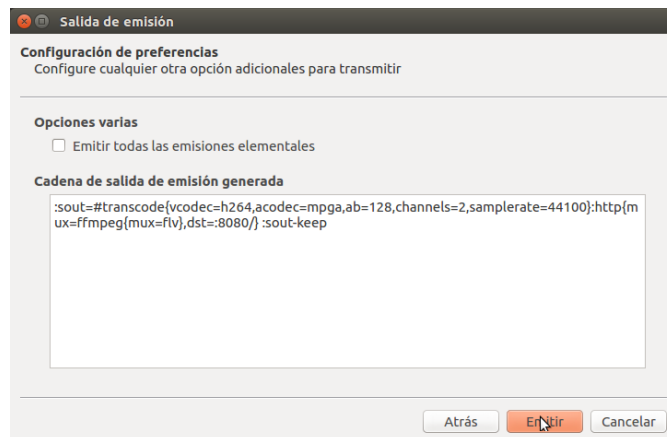 Salida de emisión
Configuración de preferencias
Configure cualquier otra opción adicionales para transmitir
Opciones varias
Emitir todas las emisiones elementales
Cadena de salida de emisión generada
:sout=#transcode{vcodec=h264,acodec=mpga,ab=128,channels=2,samplerate=44100}:http{m
ux=ffmpeg{mux=flv},dst=:8080/} :sout-keep
Atrás Emitir Cancelar